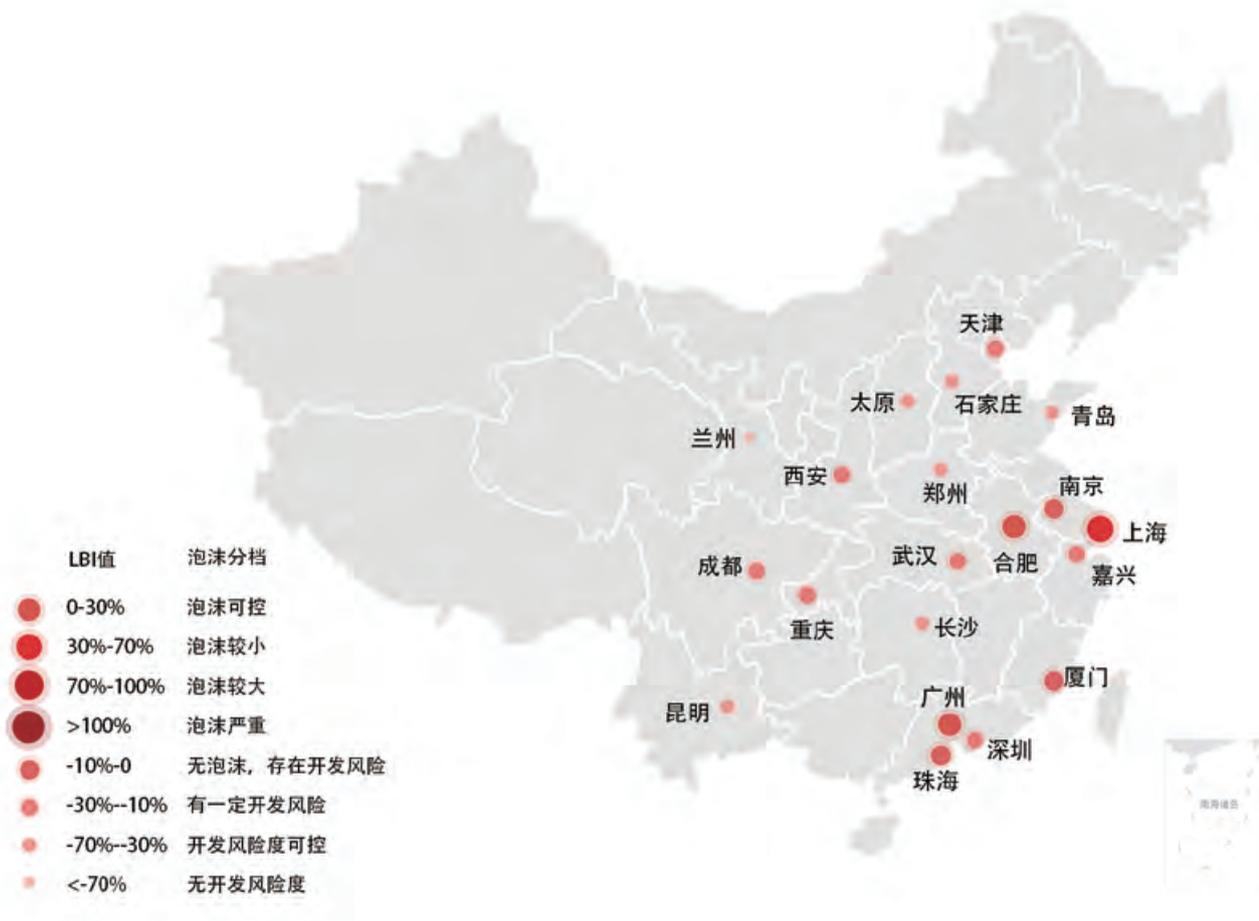 天津
石家庄
太原
青岛
兰州
西安
郑州
南京
上海
合肥
嘉兴
武汉
成都
重庆
长沙
厦门
广州
昆明
深圳
珠海
南海诸岛
LBI值 泡沫分档
0-30% 泡沫可控
30%-70% 泡沫较小
70%-100% 泡沫较大
>100% 泡沫严重
-10%-0 无泡沫，存在开发风险
-30%--10% 有一定开发风险
-70%--30% 开发风险度可控
<-70% 无开发风险度